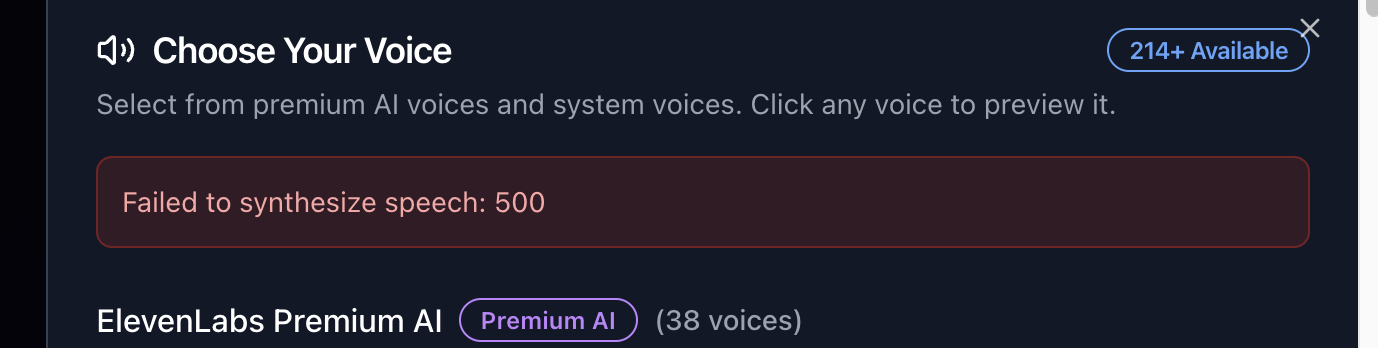 Choose Your Voice
214+ Available
Select from premium AI voices and system voices. Click any voice to preview it.
Failed to synthesize speech: 500
ElevenLabs Premium AI Premium AI (38 voices)